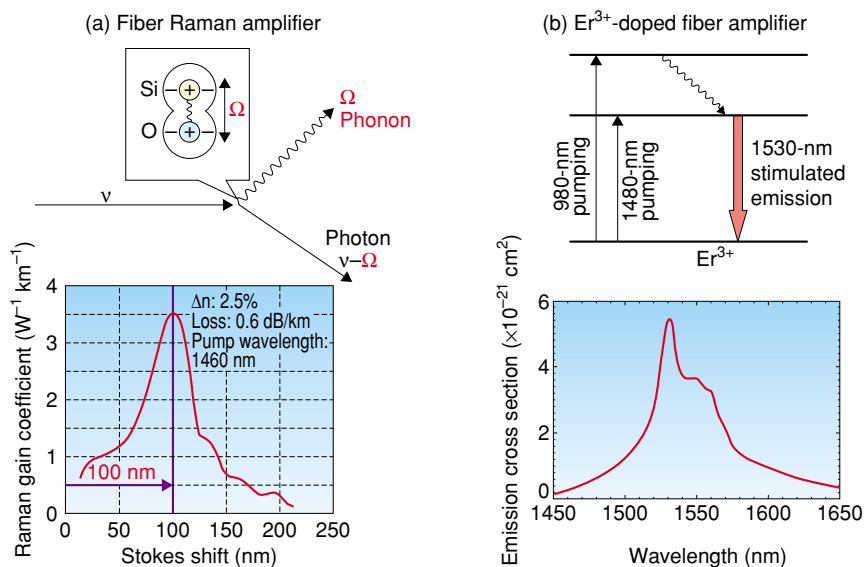 (a) Fiber Raman amplifier
Si
O
Ω
Ω
Phonon
ν
Photon
ν–Ω
Raman gain coefficient (W⁻¹ km⁻¹)
4
3
2
1
0
Δn: 2.5%
Loss: 0.6 dB/km
Pump wavelength:
1460 nm
100 nm
0 50 100 150 200 250
Stokes shift (nm)
(b) Er³⁺-doped fiber amplifier
980-nm
pumping
1480-nm
pumping
1530-nm
stimulated
emission
Er³⁺
Emission cross section (×10⁻²¹ cm²)
6
4
2
0
1450 1500 1550 1600 1650
Wavelength (nm)